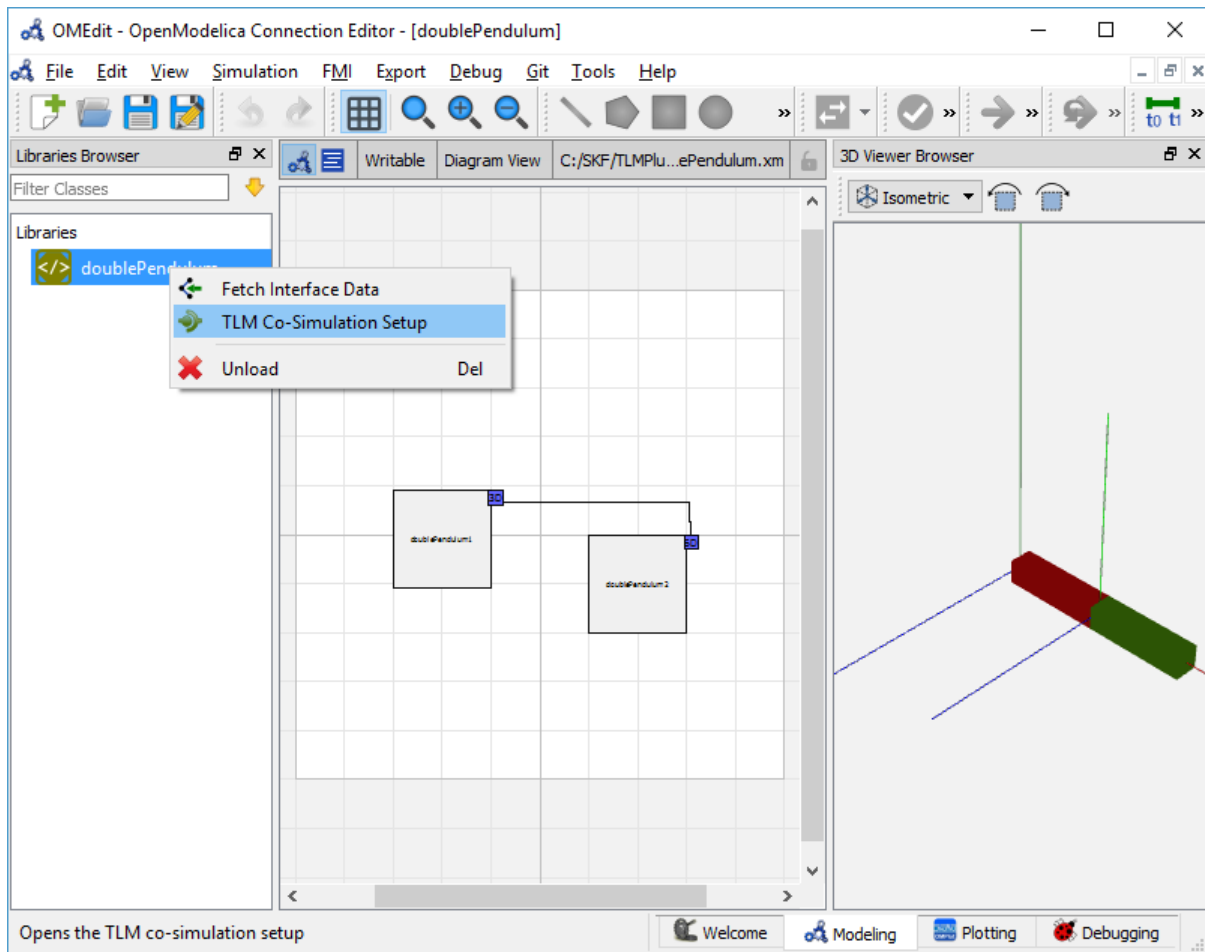 OMEdit - OpenModelica Connection Editor - [doublePendulum]
File Edit View Simulation FMI Export Debug Git Tools Help
» » » » t0 t1 »
Libraries Browser
Writable Diagram View C:/SKF/TLMPlu...ePendulum.xm
3D Viewer Browser
Filter Classes
Isometric
Libraries
</> doublePendulum
Fetch Interface Data
TLM Co-Simulation Setup
Unload Del
3D
doublePendulum1
3D
doublePendulum2
Opens the TLM co-simulation setup
Welcome Modeling Plotting Debugging